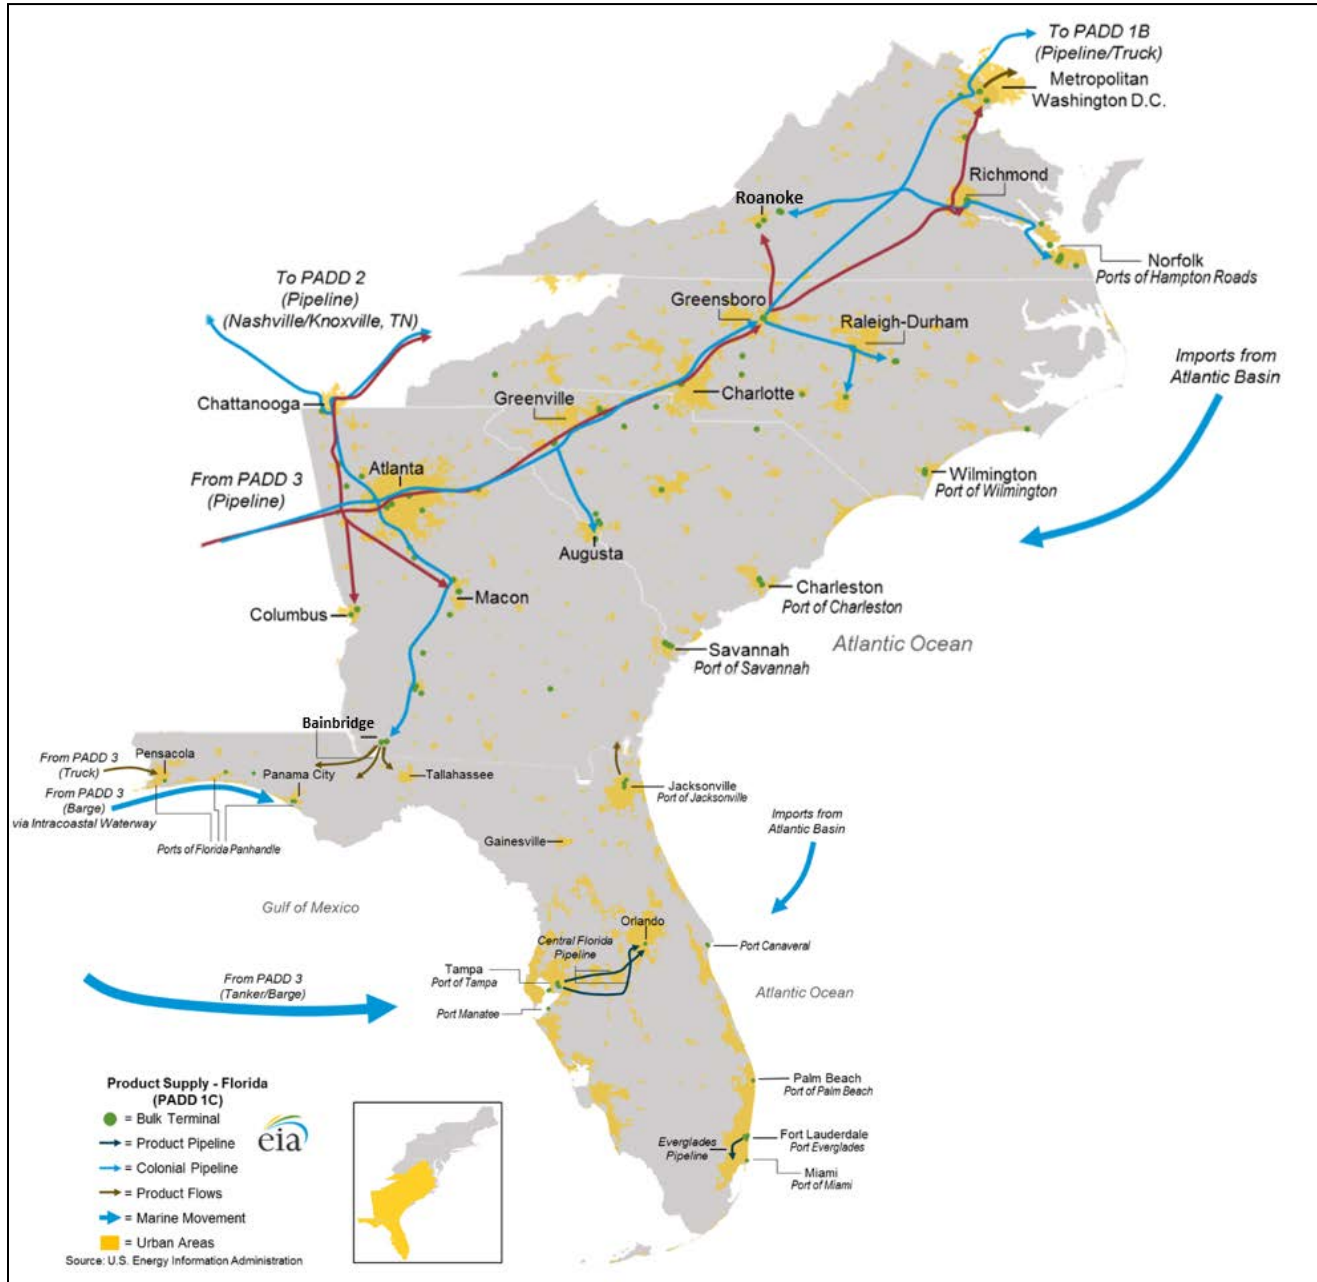 To PADD 1B
(Pipeline/Truck)
Metropolitan
Washington D.C.
Richmond
Roanoke
Norfolk
Ports of Hampton Roads
To PADD 2
(Pipeline)
(Nashville/Knoxville, TN)
Greensboro
Raleigh-Durham
Imports from
Atlantic Basin
Chattanooga
Greenville
Charlotte
From PADD 3
(Pipeline)
Atlanta
Wilmington
Port of Wilmington
Augusta
Columbus
Macon
Charleston
Port of Charleston
Savannah
Port of Savannah
Atlantic Ocean
Bainbridge
From PADD 3
(Truck)
Pensacola
Panama City
Tallahassee
From PADD 3
(Barge)
via Intracoastal Waterway
Ports of Florida Panhandle
Jacksonville
Port of Jacksonville
Imports from
Atlantic Basin
Gainesville
Gulf of Mexico
Orlando
Central Florida
Pipeline
Port Canaveral
Tampa
Port of Tampa
From PADD 3
(Tanker/Barge)
Atlantic Ocean
Port Manatee
Palm Beach
Port of Palm Beach
Everglades
Pipeline
Fort Lauderdale
Port Everglades
Miami
Port of Miami
Product Supply - Florida
(PADD 1C)
= Bulk Terminal
= Product Pipeline
= Colonial Pipeline
= Product Flows
= Marine Movement
= Urban Areas
eia
Source: U.S. Energy Information Administration